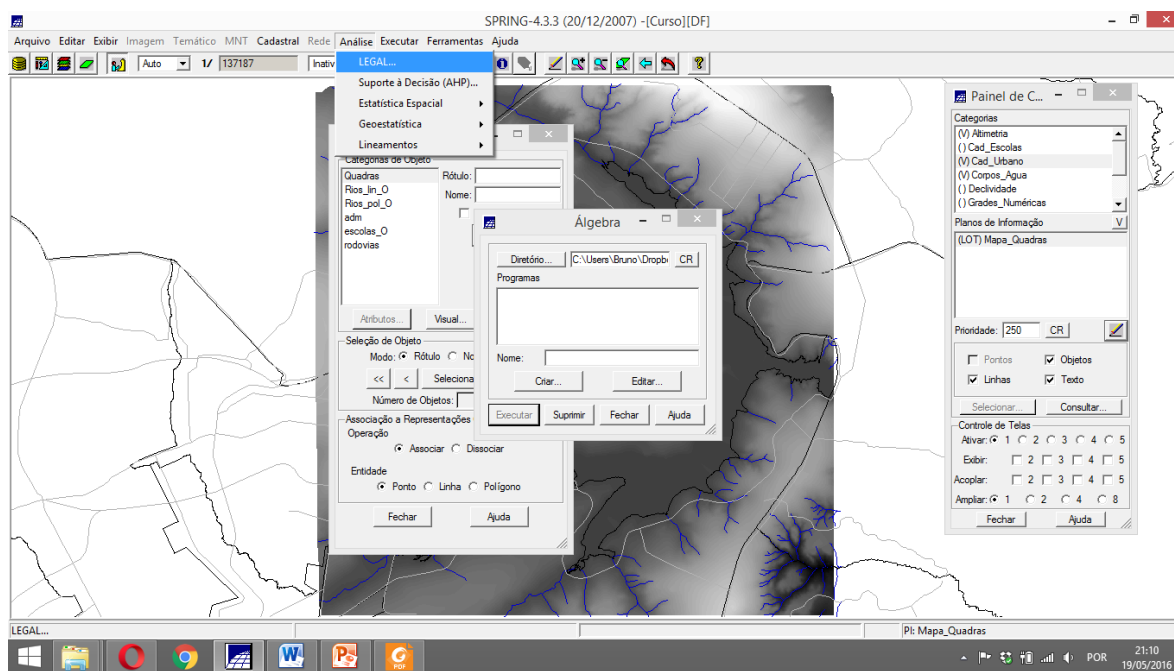 SPRING-4.3.3 (20/12/2007) -[Curso][DF]
Arquivo Editar Exibir Imagem Temático MNT Cadastral Rede Análise Executar Ferramentas Ajuda
Auto 1/ 137187 Inativ
LEGAL...
Suporte à Decisão (AHP)...
Estatística Espacial
Geoestatística
Lineamentos
Categorias de Objeto
Quadras
Rios_lin_O
Rios_pol_O
adm
escolas_O
rodovias
Rótulo:
Nome:
Atributos...
Visual...
Seleção de Objeto
Modo: Rótulo No
<< < Seleciona
Número de Objetos:
Associação a Represetações
Operação
Associar Dissociar
Entidade
Ponto Linha Polígono
Fechar Ajuda
Álgebra
Diretório... C:\Users\Bruno\Dropb CR
Programas
Nome:
Criar... Editar...
Executar Suprimir Fechar Ajuda
Painel de C...
Categorias
(V) Altimetria
( ) Cad_Escolas
(V) Cad_Urbano
(V) Corpos_Agua
( ) Declividade
( ) Grades_Numéricas
Planos de Informação V
(LOT) Mapa_Quadras
Prioridade: 250 CR
Pontos Objetos
Linhas Texto
Selecionar... Consultar...
Controle de Telas
Ativar: 1 2 3 4 5
Exibir: 2 3 4 5
Acoplar: 2 3 4 5
Ampliar: 1 2 4 8
Fechar Ajuda
LEGAL...
PI: Mapa_Quadras
POR
21:10
19/05/2016